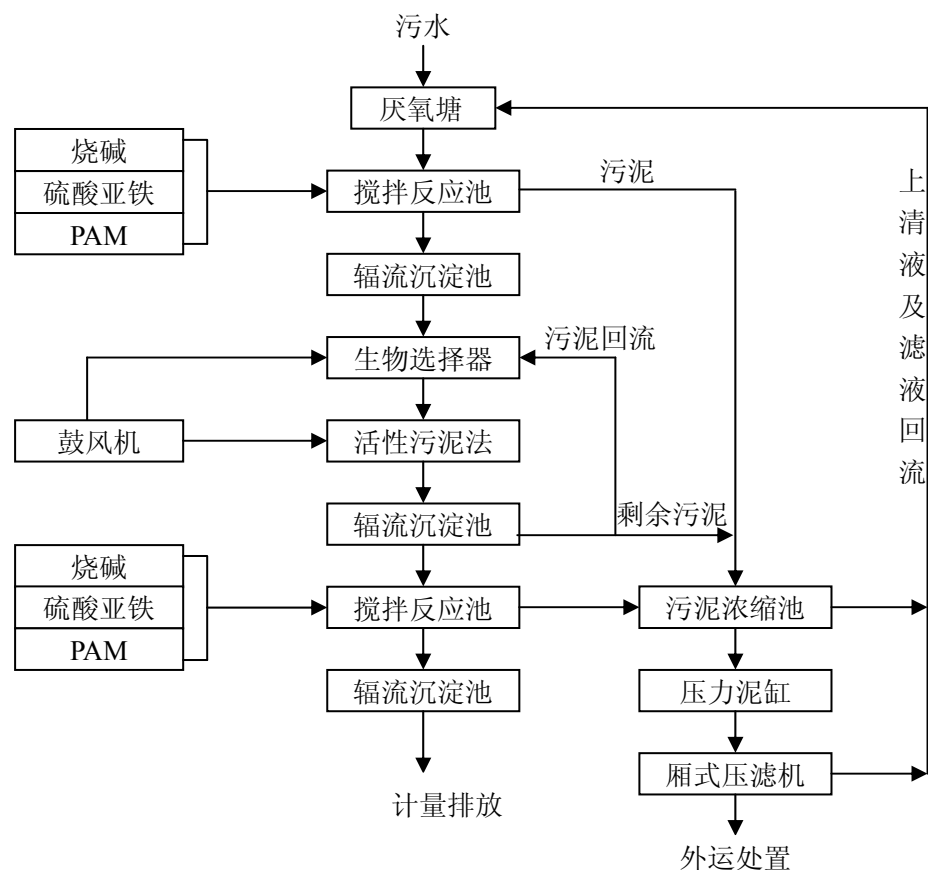 污水
厌氧塘
烧碱
硫酸亚铁
PAM
搅拌反应池
污泥
上清液及滤液回流
辐流沉淀池
污泥回流
生物选择器
鼓风机
活性污泥法
辐流沉淀池
剩余污泥
烧碱
硫酸亚铁
PAM
搅拌反应池
污泥浓缩池
辐流沉淀池
压力泥缸
厢式压滤机
计量排放
外运处置